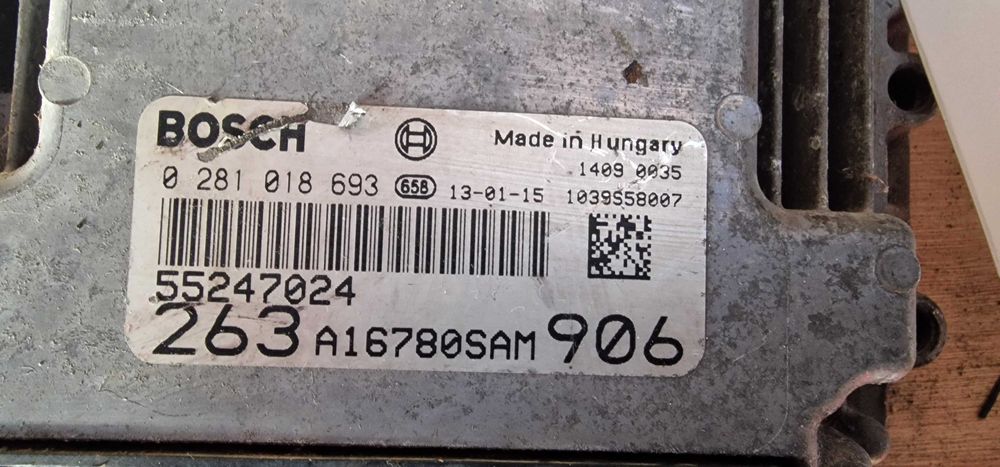 BOSCH
Made in Hungary
1409 0035
0 281 018 693 658 13-01-15 1039S58007
55247024
263 A16780SAM 906